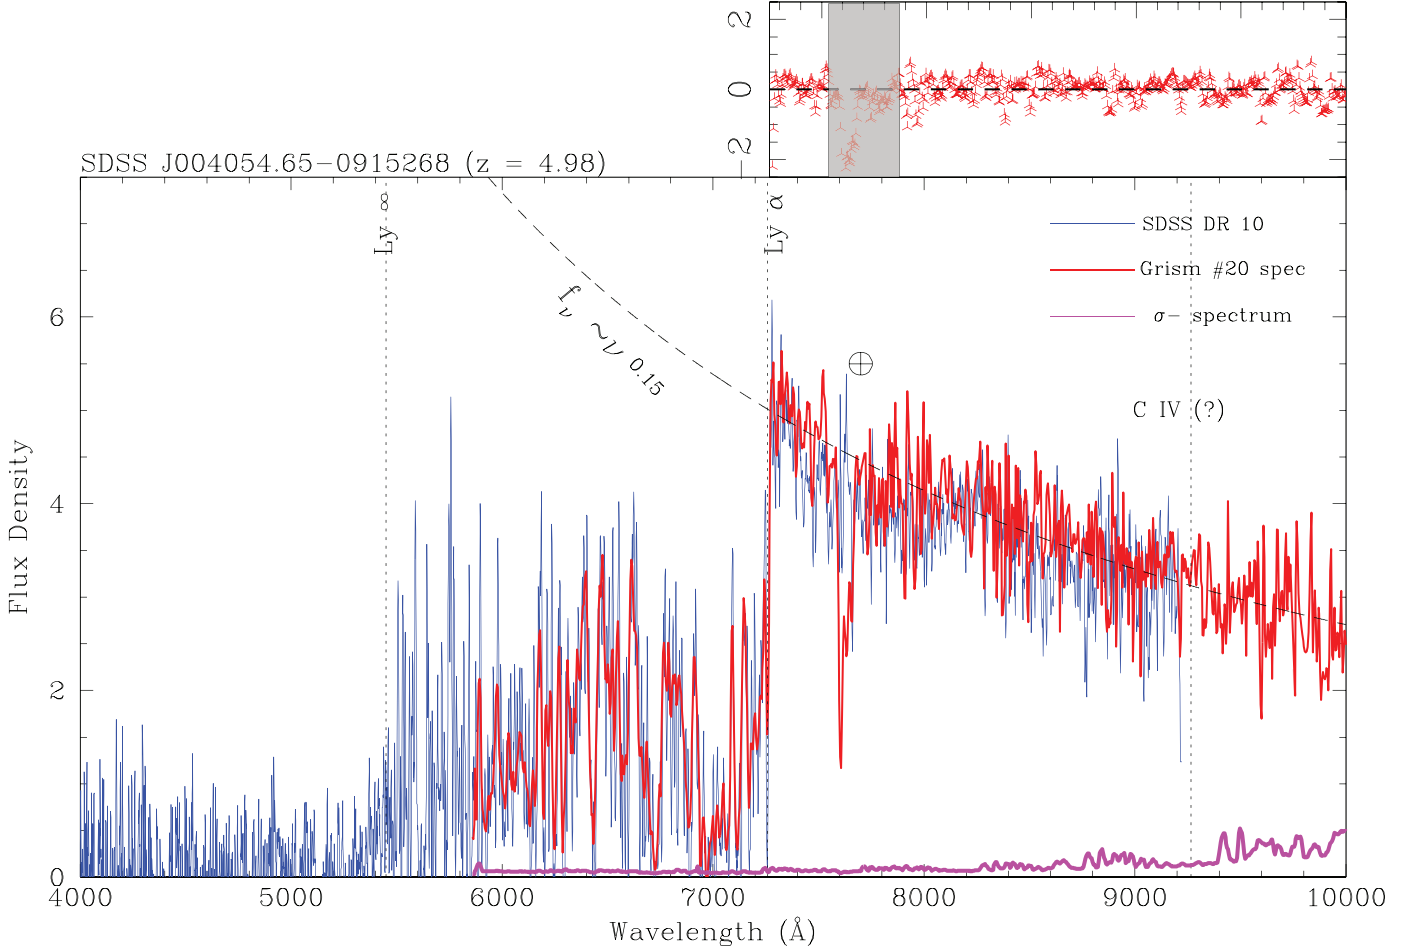 2
0
−2
SDSS J004054.65−0915268 (z = 4.98)
Ly ∞
Ly α
SDSS DR 10
Grism #20 spec
σ− spectrum
f_ν ~ν^0.15
⊕
C IV (?)
6
4
2
0
Flux Density
4000 5000 6000 7000 8000 9000 10000
Wavelength (Å)